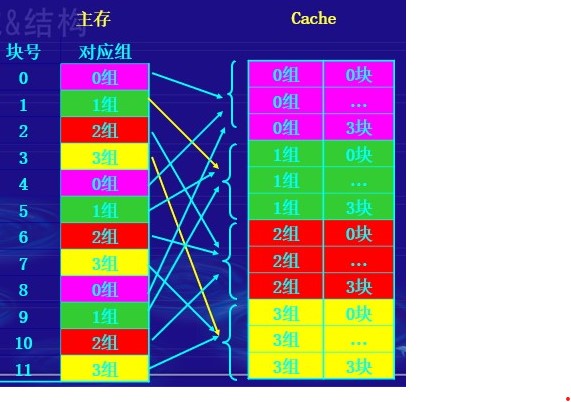 &结构
主存 Cache
块号 对应组
0 0组 0组 0块
1 1组 0组 ...
2 2组 0组 3块
3 3组 1组 0块
4 0组 1组 ...
5 1组 1组 3块
6 2组 2组 0块
7 3组 2组 ...
8 0组 2组 3块
9 1组 3组 0块
10 2组 3组 ...
11 3组 3组 3块